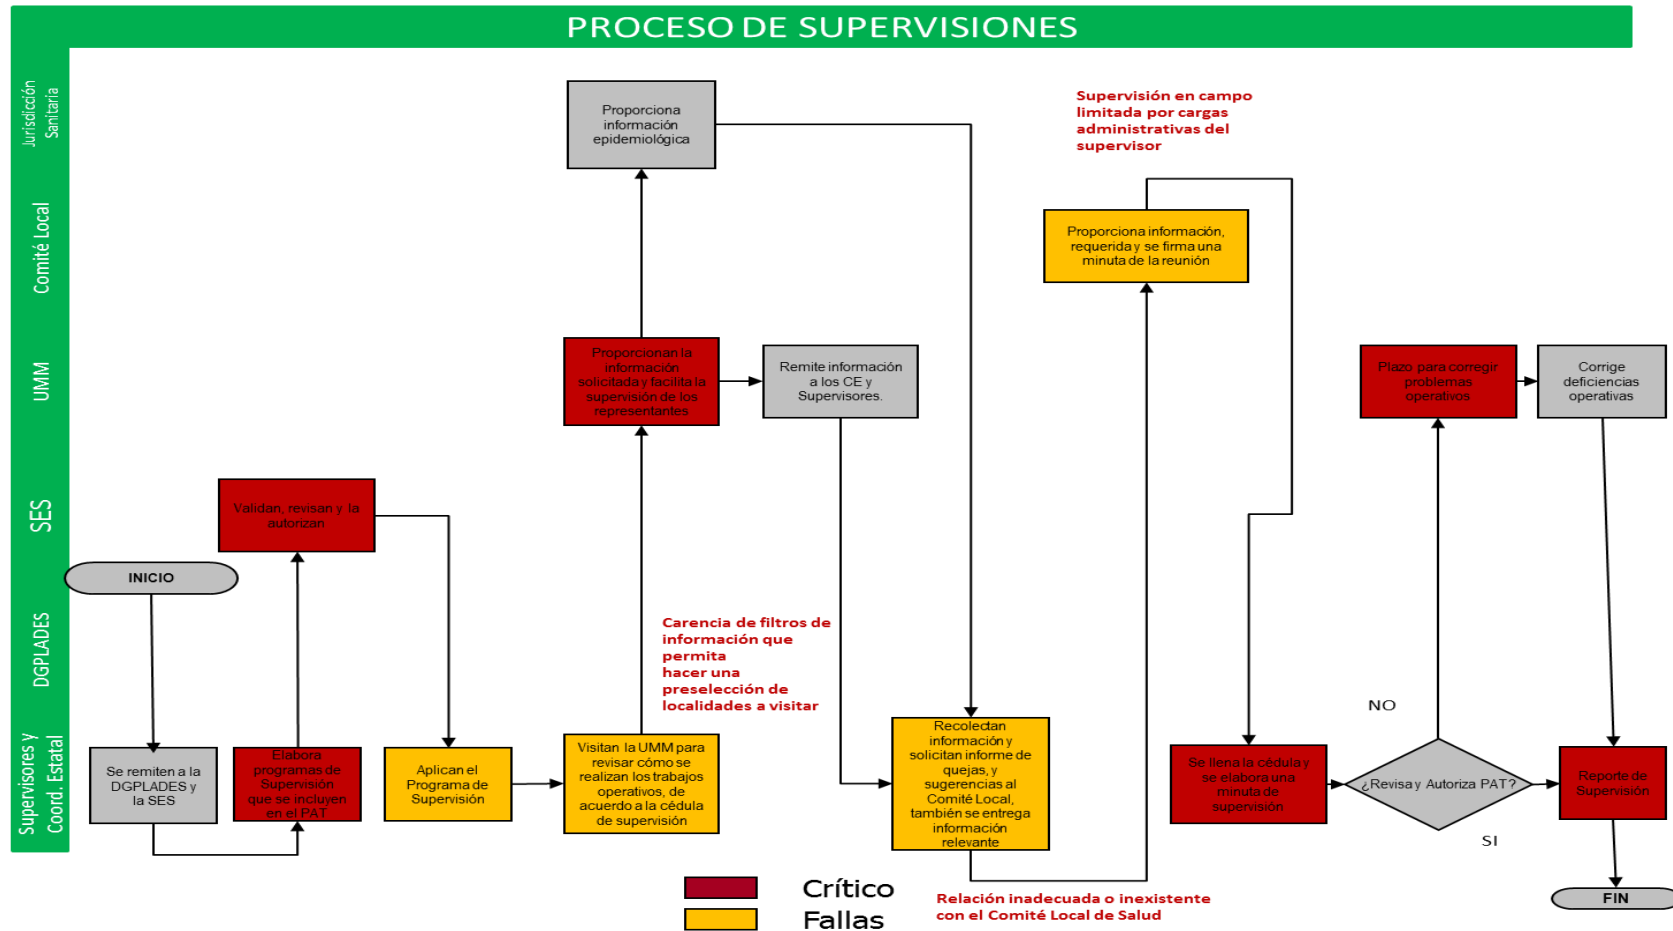 PROCESO DE SUPERVISIONES
Jurisdicción
Sanitaria
Comité Local
UMM
SES
DGPLADES
Supervisores y
Coord. Estatal
INICIO
Se remiten a la
DGPLADES y
la SES
Elabora
programas de
Supervisión
que se incluyen
en el PAT
Validan, revisan y la
autorizan
Aplican el
Programa de
Supervisión
Visitan la UMM para
revisar cómo se
realizan los trabajos
operativos, de
acuerdo a la cédula
de supervisión
Proporcionan la
información
solicitada y facilita la
supervisión de los
representantes
Proporciona
información
epidemiológica
Remite información
a los CE y
Supervisores.
Carencia de filtros de
información que
permita
hacer una
preselección de
localidades a visitar
Recolectan
información y
solicitan informe de
quejas, y
sugerencias al
Comité Local,
también se entrega
información
relevante
Relación inadecuada o inexistente
con el Comité Local de Salud
Proporciona información,
requerida y se firma una
minuta de la reunión
Supervisión en campo
limitada por cargas
administrativas del
supervisor
Se llena la cédula y
se elabora una
minuta de
supervisión
¿Revisa y Autoriza PAT?
NO
SI
Plazo para corregir
problemas
operativos
Corrige
deficiencias
operativas
Reporte de
Supervisión
FIN
Crítico
Fallas